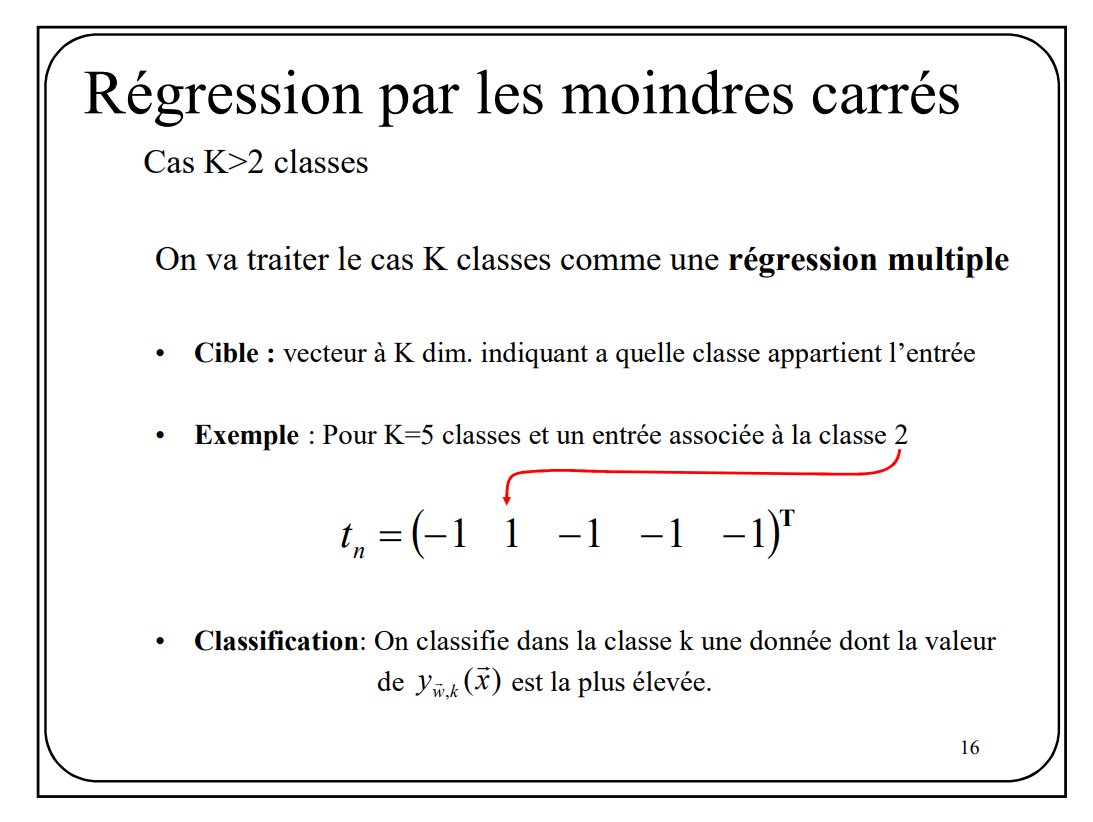 Régression par les moindres carrés
Cas K>2 classes
On va traiter le cas K classes comme une régression multiple
• Cible : vecteur à K dim. indiquant a quelle classe appartient l’entrée
• Exemple : Pour K=5 classes et un entrée associée à la classe 2
tₙ = (−1 1 −1 −1 −1)ᵀ
• Classification: On classifie dans la classe k une donnée dont la valeur
de y_{w⃗,k}(x⃗) est la plus élevée.
16